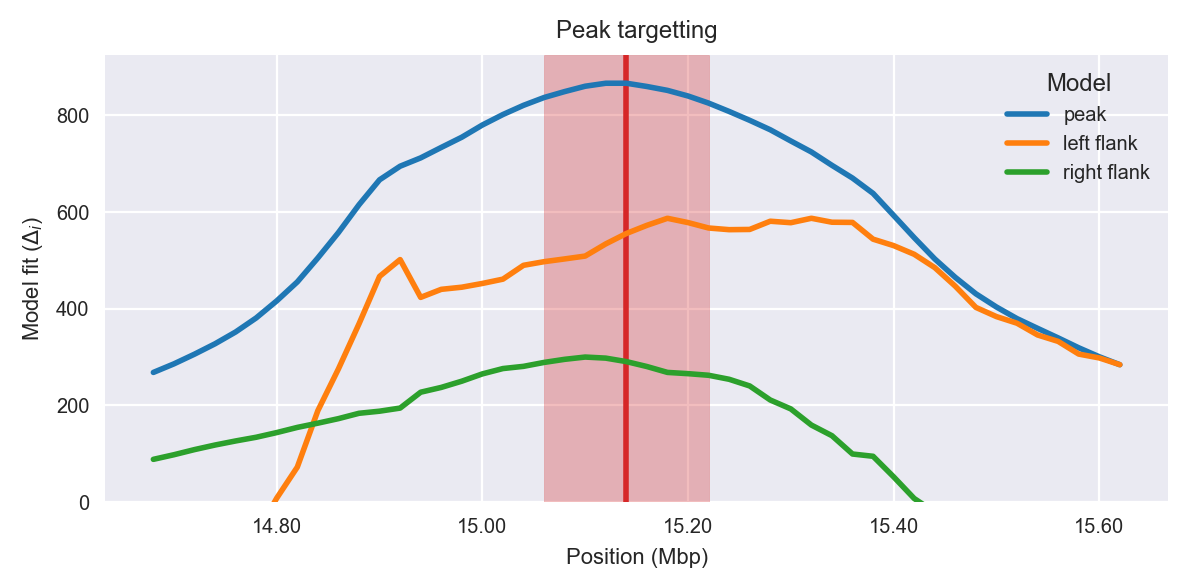 Peak targetting
Model fit (Δᵢ)
800
600
400
200
0
14.80
15.00
15.20
15.40
15.60
Position (Mbp)
Model
peak
left flank
right flank